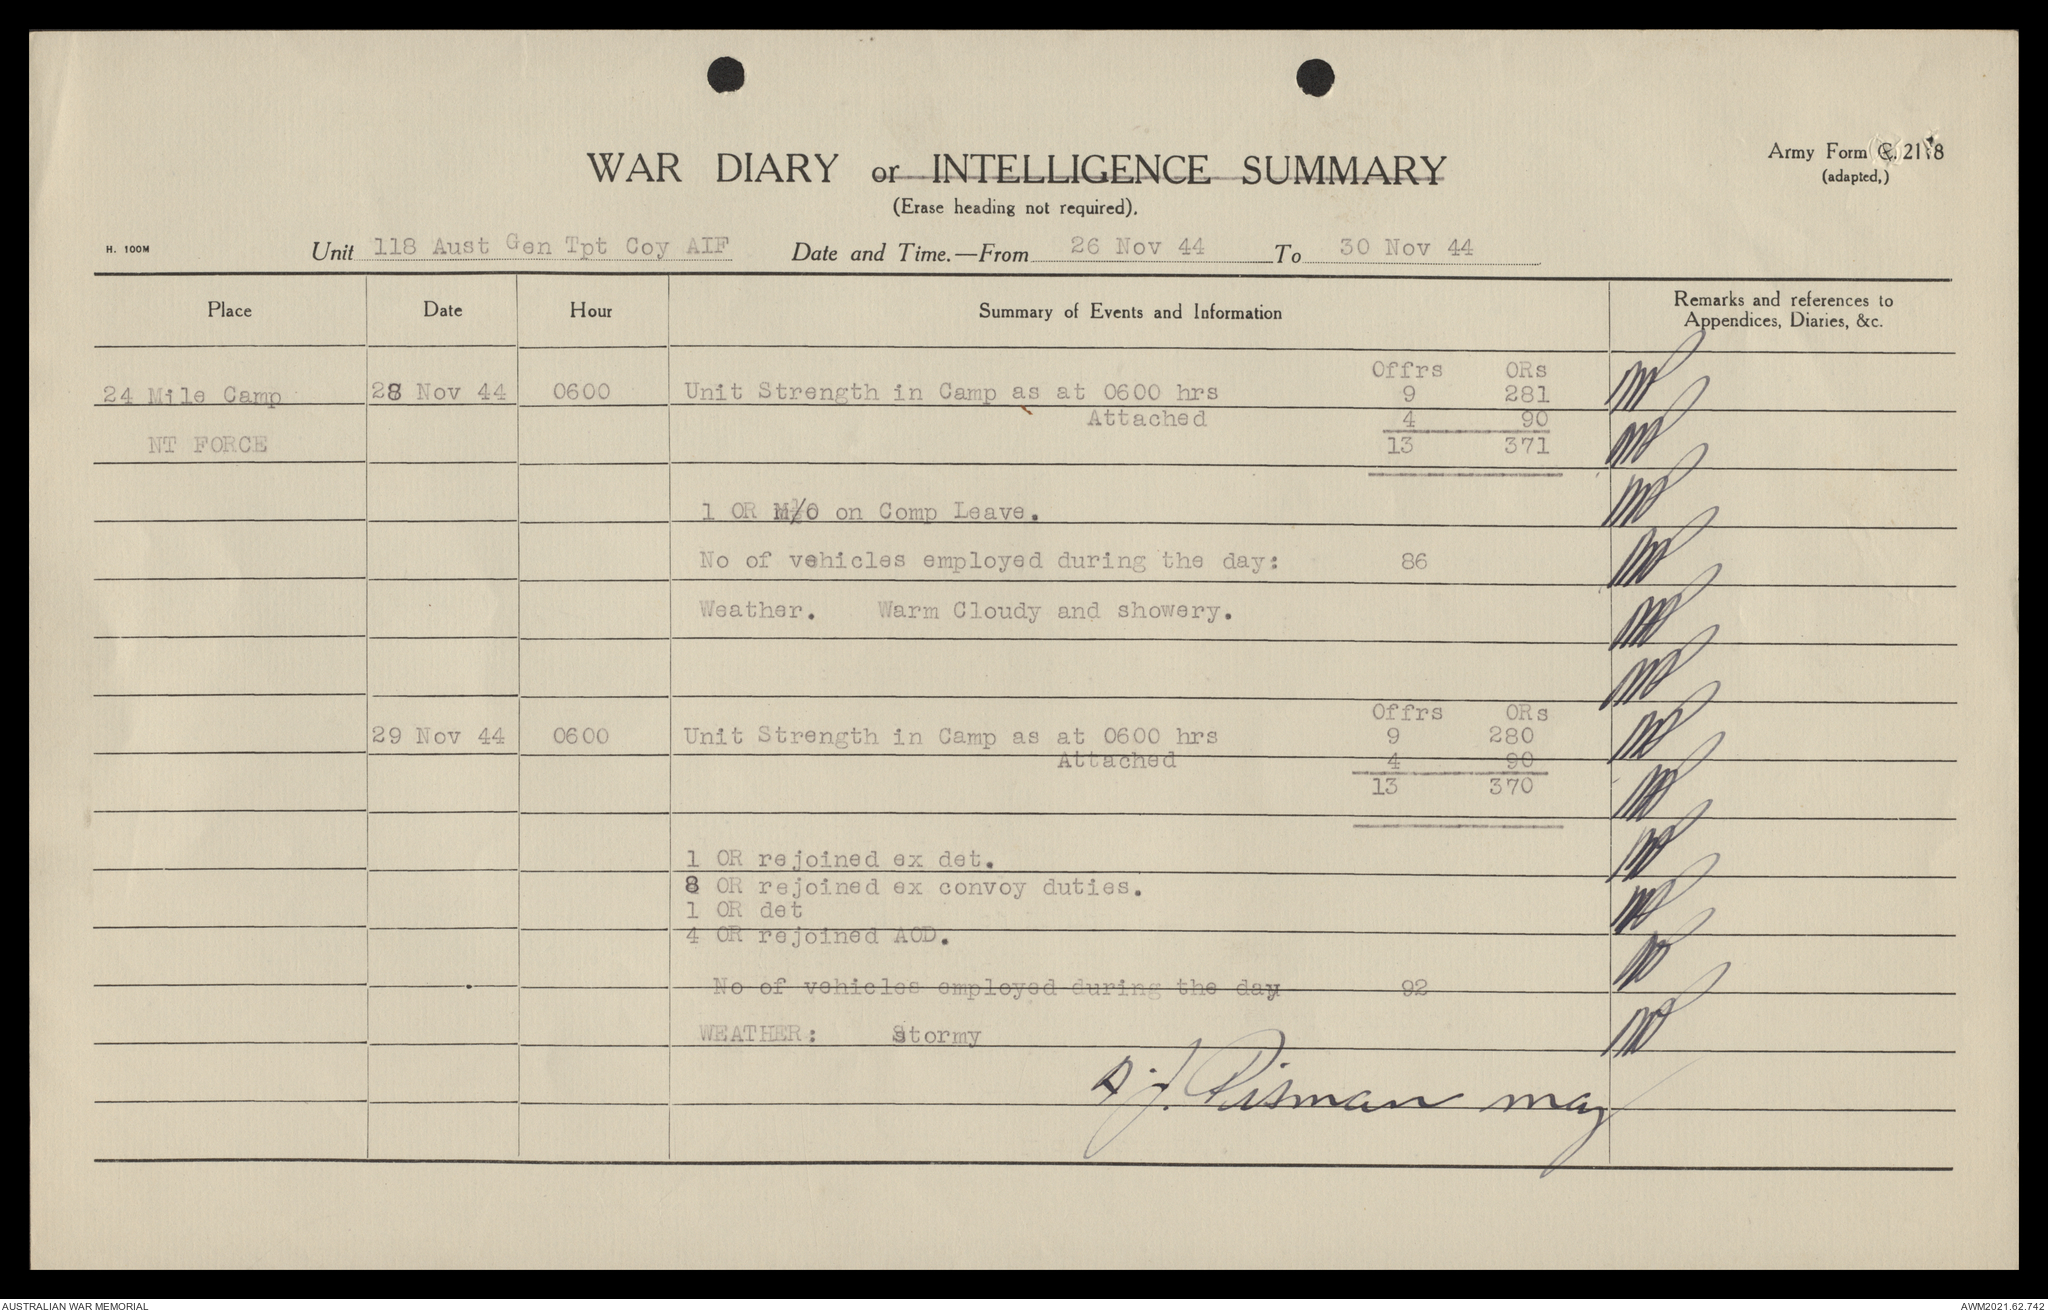 WAR DIARY or INTELLIGENCE SUMMARY
(Erase heading not required).
Army Form C. 2118
(adapted,)
H. 100M
Unit 118 Aust Gen Tpt Coy AIF Date and Time.—From 26 Nov 44 To 30 Nov 44
Place Date Hour Summary of Events and Information Remarks and references to
Appendices, Diaries, &c.
Offrs ORs
24 Mile Camp 28 Nov 44 0600 Unit Strength in Camp as at 0600 hrs 9 281
Attached 4 90
NT FORCE 13 371
1 OR M/O on Comp Leave.
No of vehicles employed during the day: 86
Weather. Warm Cloudy and showery.
Offrs ORs
29 Nov 44 0600 Unit Strength in Camp as at 0600 hrs 9 280
Attached 4 90
13 370
1 OR rejoined ex det.
8 OR rejoined ex convoy duties.
1 OR det
4 OR rejoined AOD.
No of vehicles employed during the day 92
WEATHER: Stormy
maj
AUSTRALIAN WAR MEMORIAL
AWM2021.62.742